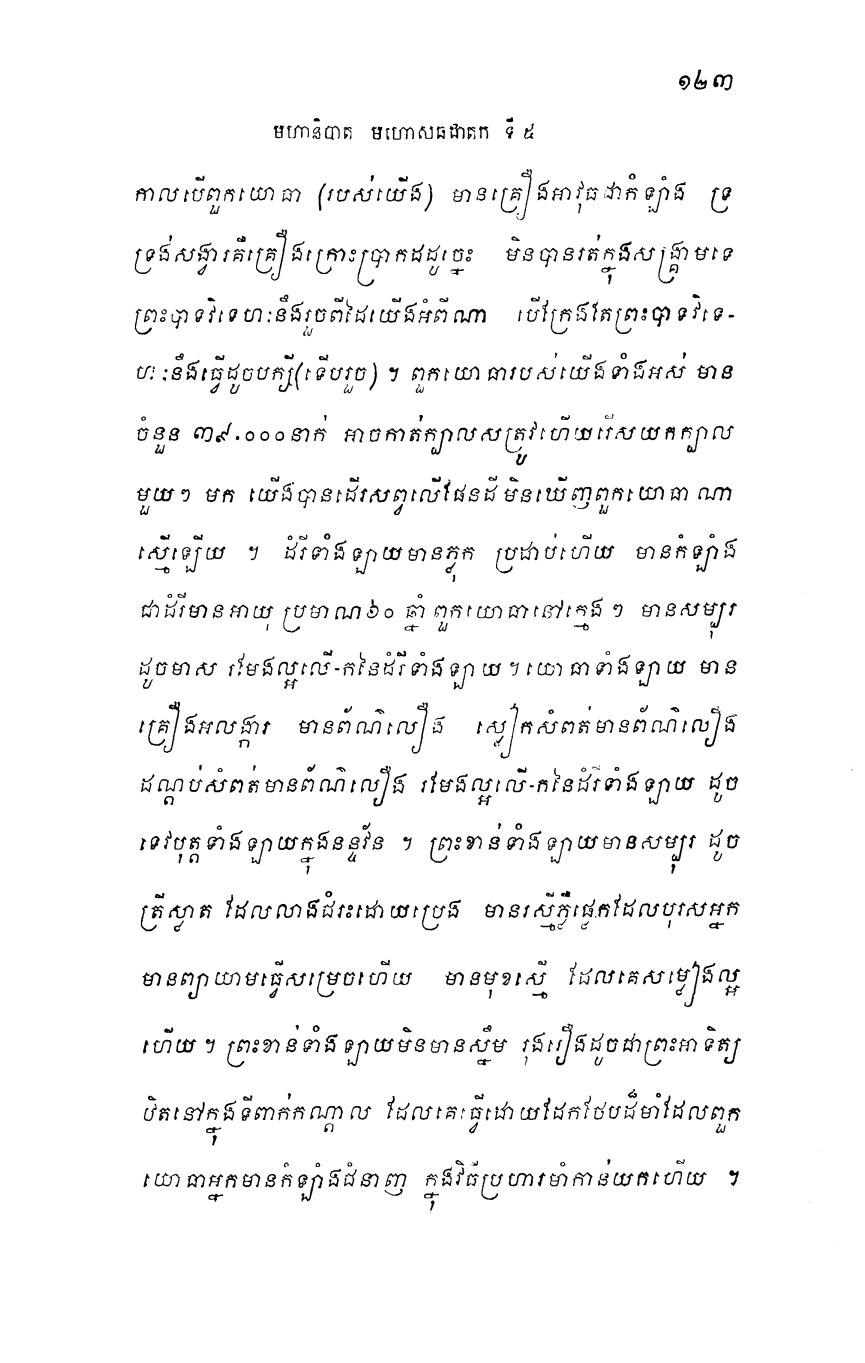 ១២៣
មហានិបាត មហោសធជាតក ទី ៥
កាលបើពួកយោធា (របស់យើង) មានគ្រឿងអាវុធជាកំឡាំង ទ្រ
ទ្រង់សង្វារគឺគ្រឿងក្រោះប្រាកដដូច្នេះ មិនបានរត់ក្នុងសង្គ្រាមទេ
ព្រះបាទវិទេហៈនឹងរួចពីដៃយើងអំពីណា បើក្រែងតែព្រះបាទវិទេ-
ហៈនឹងធ្វើដូចបក្សី(ទើបរួច) ។ ពួកយោធារបស់យើងទាំងអស់ មាន
ចំនួន ៣៩.០០០នាក់ អាចកាត់ក្បាលសត្រូវហើយរើសយកក្បាល
មួយៗ មក យើងបានដើរសព្វលើផែនដី មិនឃើញពួកយោធាណា
ស្មើឡើយ ។ ដំរីទាំងឡាយមានភ្លុក ប្រដាប់ហើយ មានកំឡាំង
ជាដំរីមានអាយុ ប្រមាណ៦០ ឆ្នាំ ពួកយោធានៅក្មេងៗ មានសម្បុរ
ដូចមាស រមែងល្អលើ-កនៃដំរីទាំងឡាយ ។ យោធាទាំងឡាយ មាន
គ្រឿងអលង្ការ មានព័ណ៌លឿង ស្លៀកសំពត់មានព័ណ៌លឿង
ដណ្តប់សំពត់មានព័ណ៌លឿង រមែងល្អលើ-កនៃដំរីទាំងឡាយ ដូច
ទេវបុត្តទាំងឡាយក្នុងនន្ទវ័ន ។ ព្រះខាន់ទាំងឡាយមានសម្បុរ ដូច
ត្រីស្លាត ដែលលាងជំរះដោយប្រេង មានរស្មីភ្លឺផ្លេកដែលបុរសអ្នក
មានព្យាយាមធ្វើសម្រេចហើយ មានមុខស្មើ ដែលគេសម្លៀងល្អ
ហើយ ។ ព្រះខាន់ទាំងឡាយមិនមានស្នឹម រុងរឿងដូចជាព្រះអាទិត្យ
ឋិតនៅក្នុងទីពាក់កណ្តាល ដែលគេធ្វើដោយដែកថែបដ៏មាំដែលពួក
យោធាអ្នកមានកំឡាំងជំនាញ ក្នុងវិធីប្រហារមាំកាន់យកហើយ ។